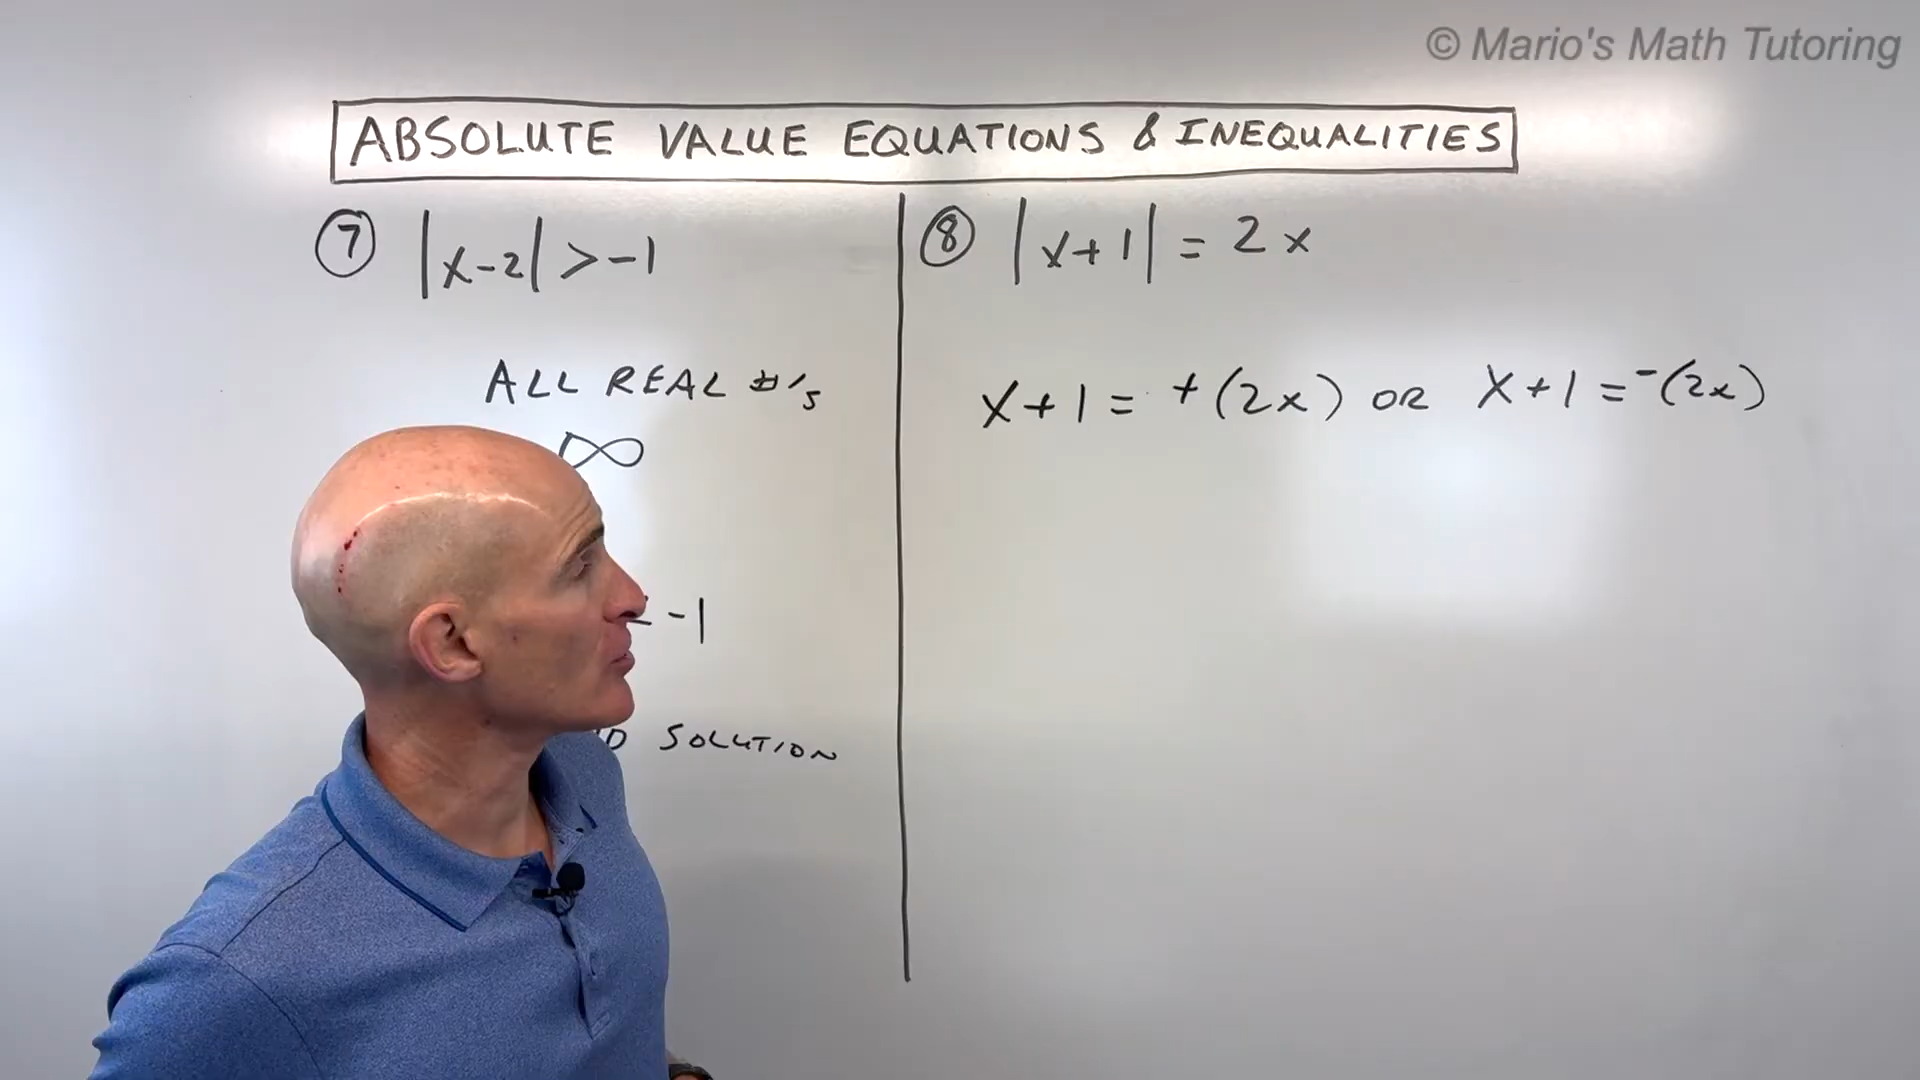 © Mario's Math Tutoring
ABSOLUTE VALUE EQUATIONS & INEQUALITIES
⑦ |x-2| > -1
ALL REAL #'s
∞
-1
SOLUTION
⑧ |x+1| = 2x
x+1 = +(2x) OR x+1 = -(2x)